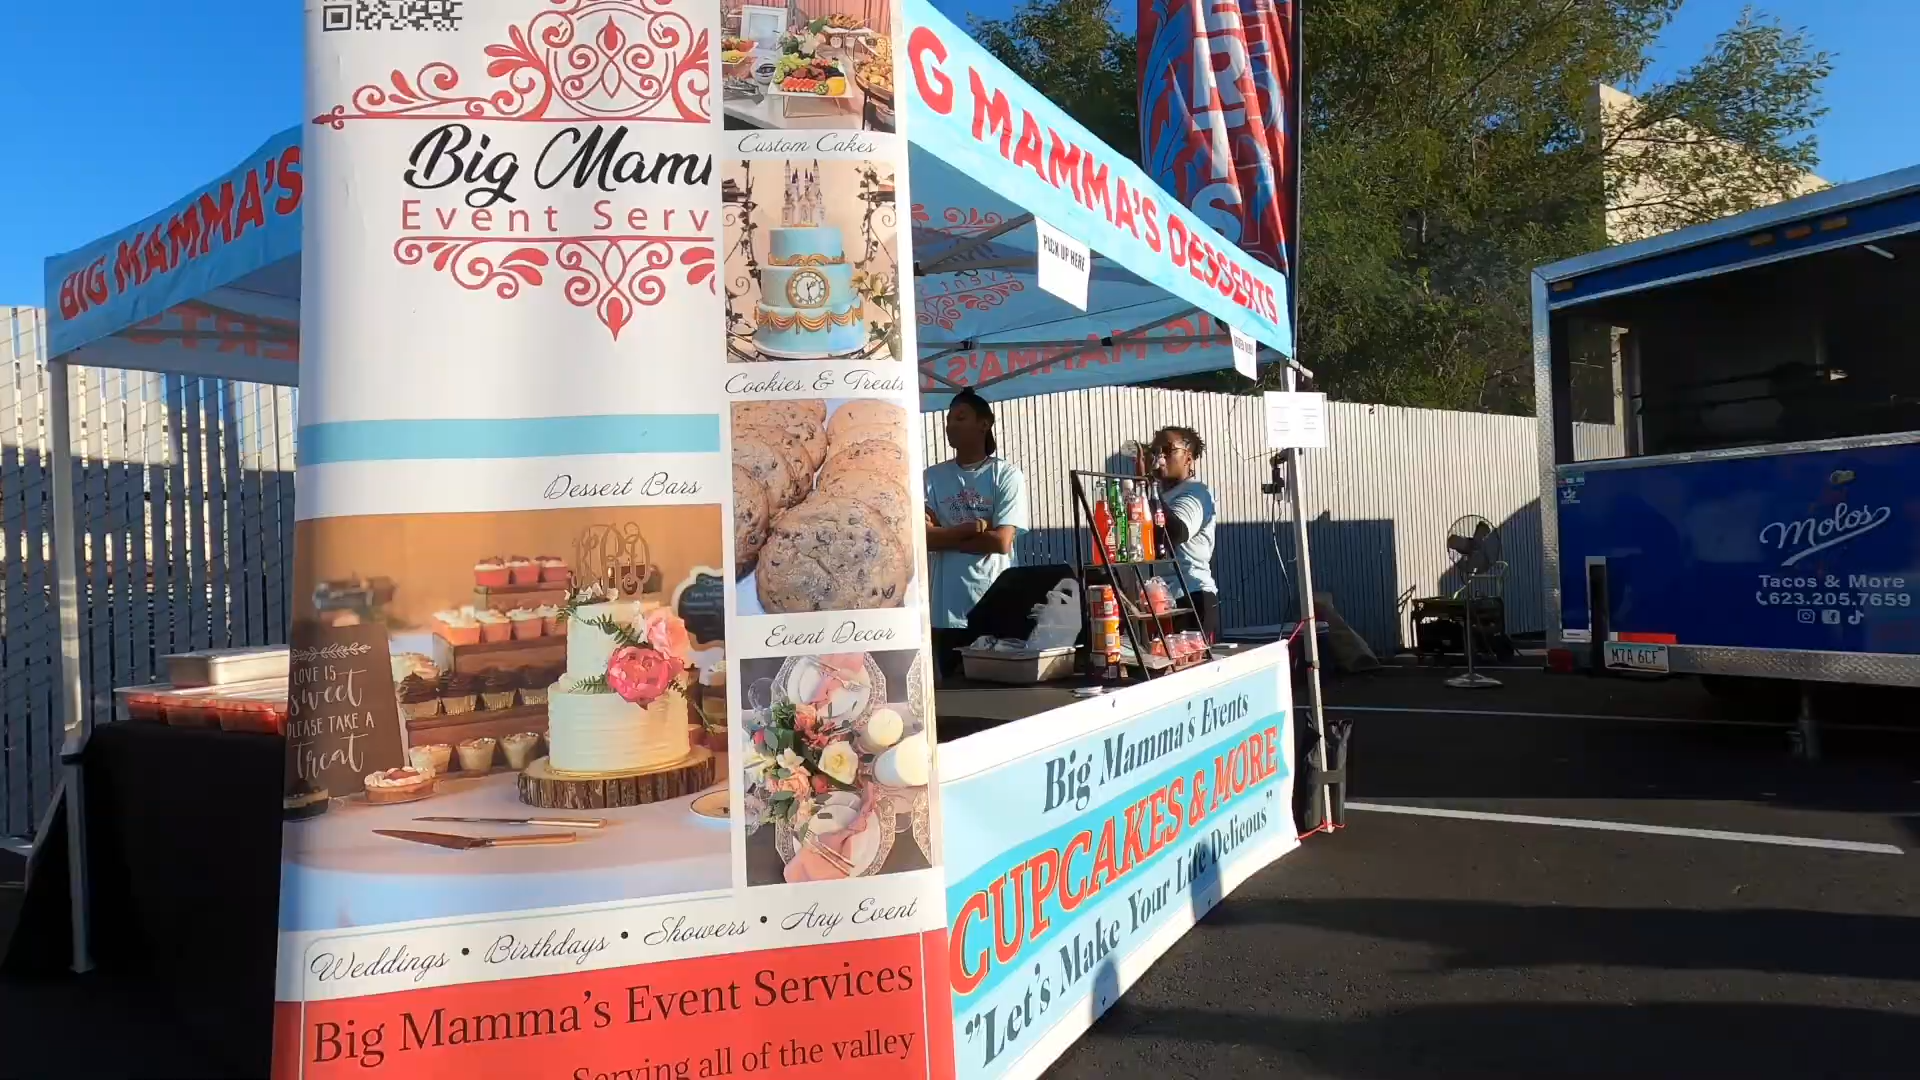 Big Mam
Event Serv
Custom Cakes
Cookies & Treats
Dessert Bars
LOVE IS
sweet
PLEASE TAKE A
treat
Event Decor
Weddings • Birthdays • Showers • Any Event
Big Mamma's Event Services
Serving all of the valley
BIG MAMMA'S
G MAMMA'S DESSERTS
PICK UP HERE
Big Mamma's Events
CUPCAKES & MORE
"Let's Make Your Life Delicous"
Molos
Tacos & More
623.205.7659
MZA 6CF